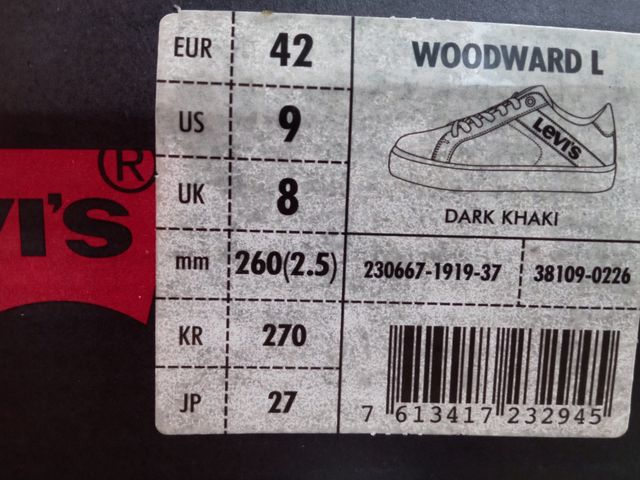 EUR 42
US 9
UK 8
mm 260(2.5)
KR 270
JP 27
WOODWARD L
Levi's
DARK KHAKI
230667-1919-37 38109-0226
7 613417 232945
VI'S ®